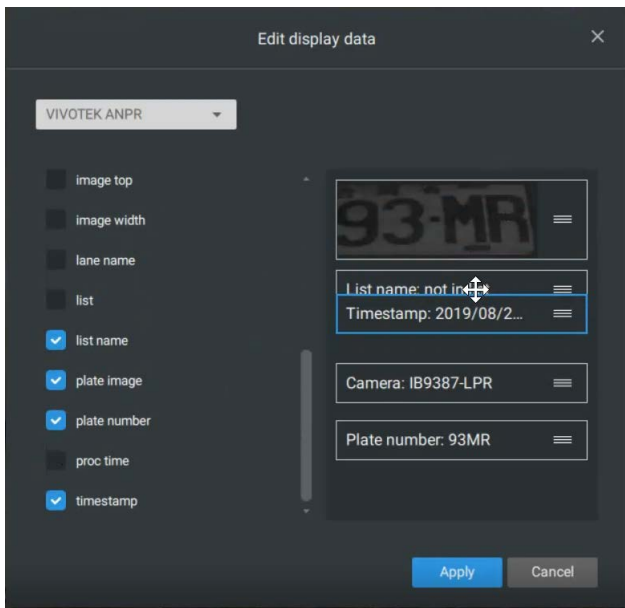 Edit display data
VIVOTEK ANPR
image top
image width
lane name
list
list name
plate image
plate number
proc time
timestamp
93-MR
List name: not in
Timestamp: 2019/08/2...
Camera: IB9387-LPR
Plate number: 93MR
Apply
Cancel